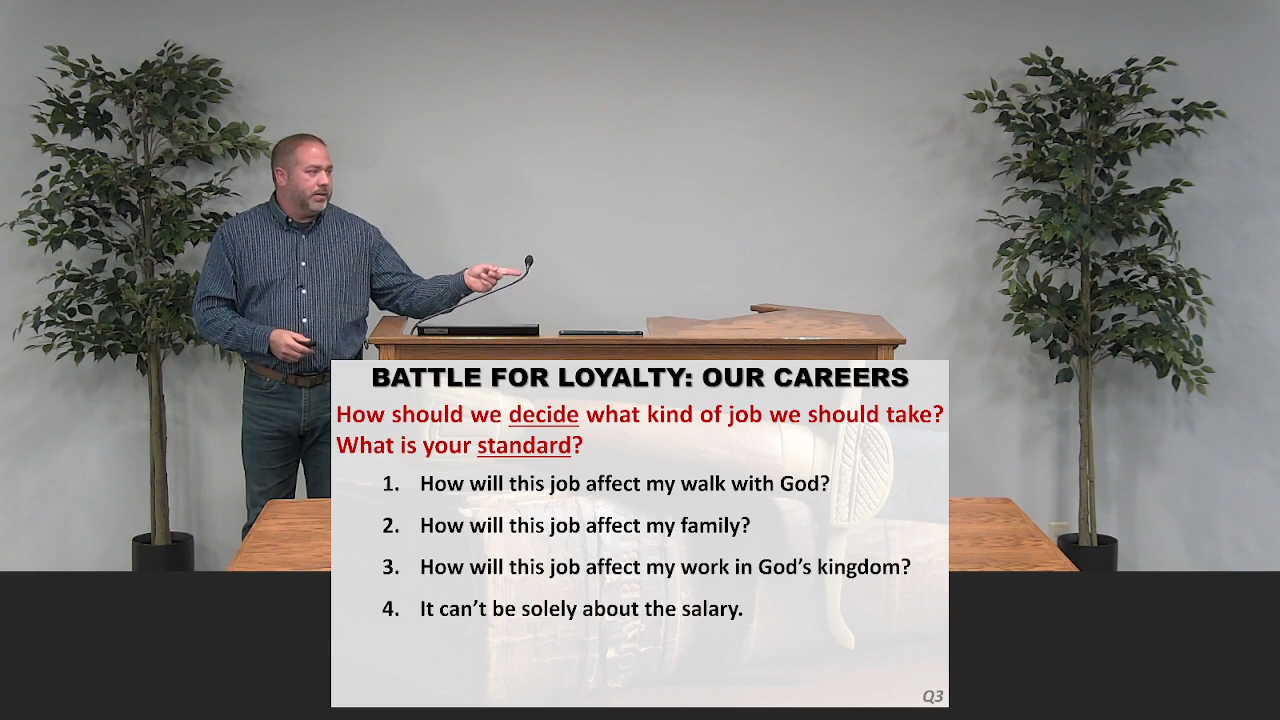 BATTLE FOR LOYALTY: OUR CAREERS
How should we decide what kind of job we should take?
What is your standard?
1. How will this job affect my walk with God?
2. How will this job affect my family?
3. How will this job affect my work in God's kingdom?
4. It can't be solely about the salary.
Q3